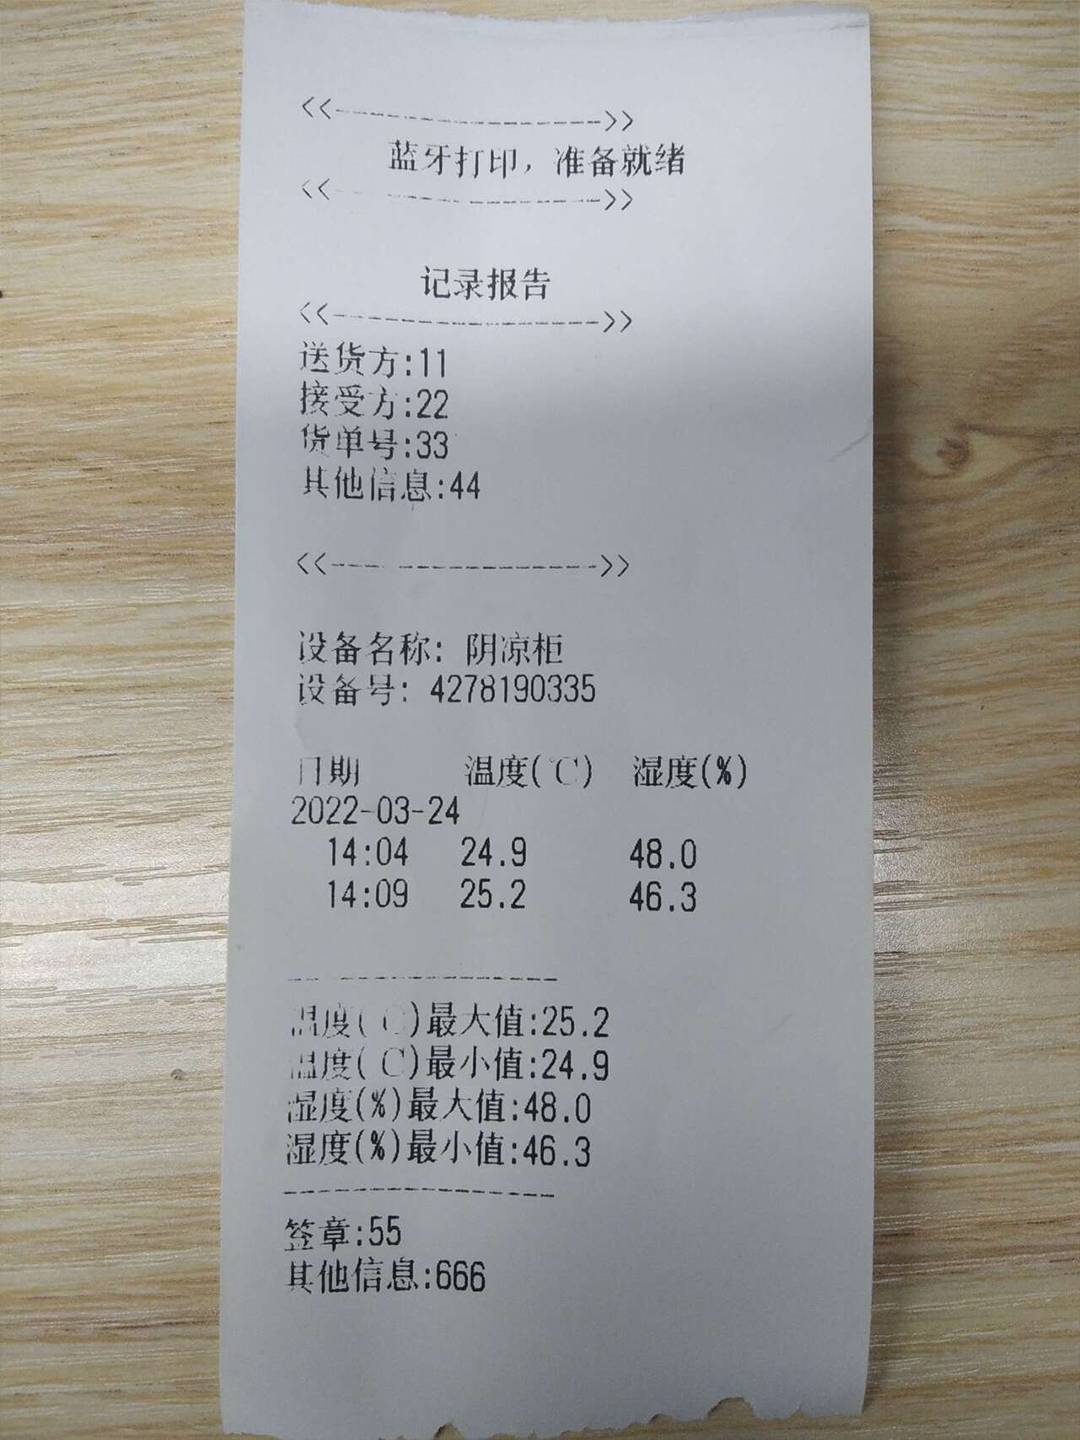 <<---------------->>
蓝牙打印，准备就绪
<<---------------->>
记录报告
<<---------------->>
送货方:11
接受方:22
货单号:33
其他信息:44
<<---------------->>
设备名称: 阴凉柜
设备号: 4278190335
日期 温度(℃) 湿度(%)
2022-03-24
14:04 24.9 48.0
14:09 25.2 46.3
----------------
温度(℃)最大值:25.2
温度(℃)最小值:24.9
湿度(%)最大值:48.0
湿度(%)最小值:46.3
----------------
签章:55
其他信息:666